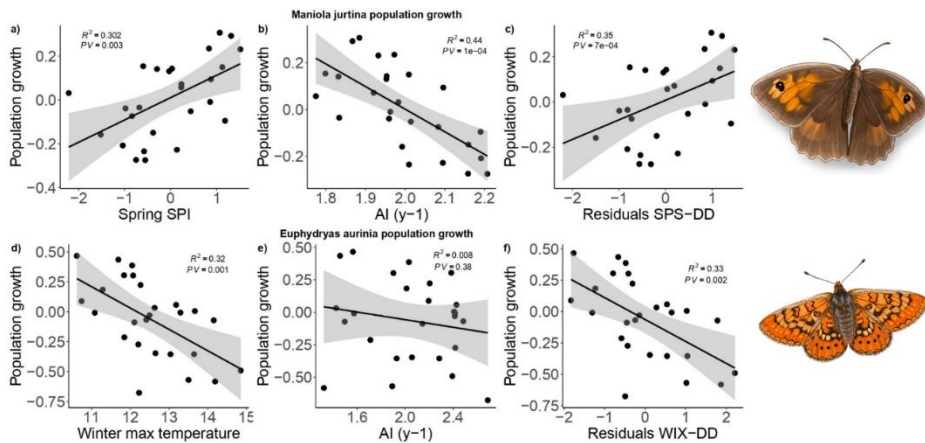 Maniola jurtina population growth
a)
R² = 0.302
PV = 0.003
Population growth
0.2
0.0
−0.2
−0.4
−2
−1
0
1
Spring SPI
b)
R² = 0.44
PV = 1e−04
Population growth
0.2
0.0
−0.2
1.8
1.9
2.0
2.1
2.2
AI (y−1)
c)
R² = 0.35
PV = 7e−04
Population growth
0.2
0.0
−0.2
−2
−1
0
1
Residuals SPS−DD
Euphydryas aurinia population growth
d)
R² = 0.32
PV = 0.001
Population growth
0.50
0.25
0.00
−0.25
−0.50
−0.75
11
12
13
14
15
Winter max temperature
e)
R² = 0.008
PV = 0.38
Population growth
0.50
0.25
0.00
−0.25
−0.50
1.6
2.0
2.4
AI (y−1)
f)
R² = 0.33
PV = 0.002
Population growth
0.50
0.25
0.00
−0.25
−0.50
−0.75
−2
−1
0
1
2
Residuals WIX−DD